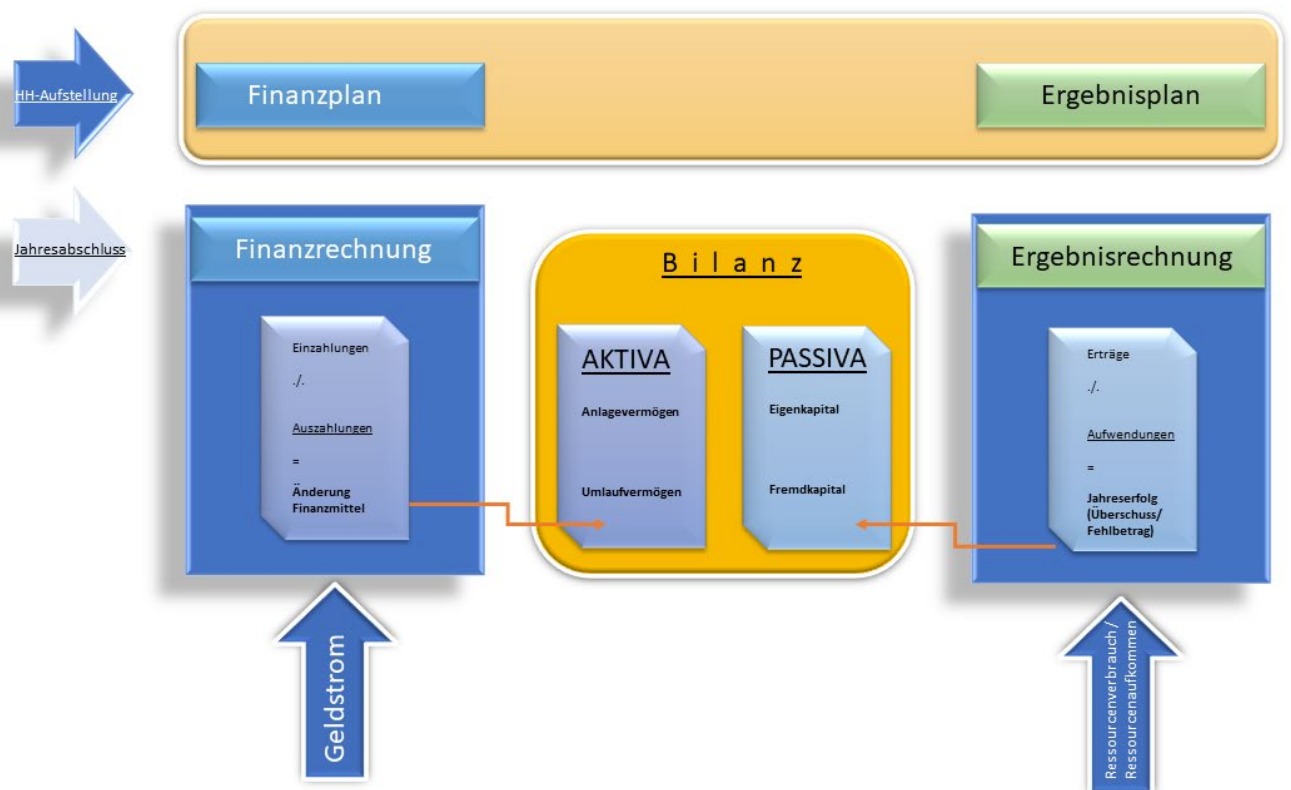 HH-Aufstellung
Finanzplan
Ergebnisplan
Jahresabschluss
Finanzrechnung
Einzahlungen
./.
Auszahlungen
=
Änderung
Finanzmittel
Bilanz
AKTIVA
Anlagevermögen
Umlaufvermögen
PASSIVA
Eigenkapital
Fremdkapital
Ergebnisrechnung
Erträge
./.
Aufwendungen
=
Jahreserfolg
(Überschuss/
Fehlbetrag)
Geldstrom
Ressourcenverbrauch/
Ressourcenaufkommen